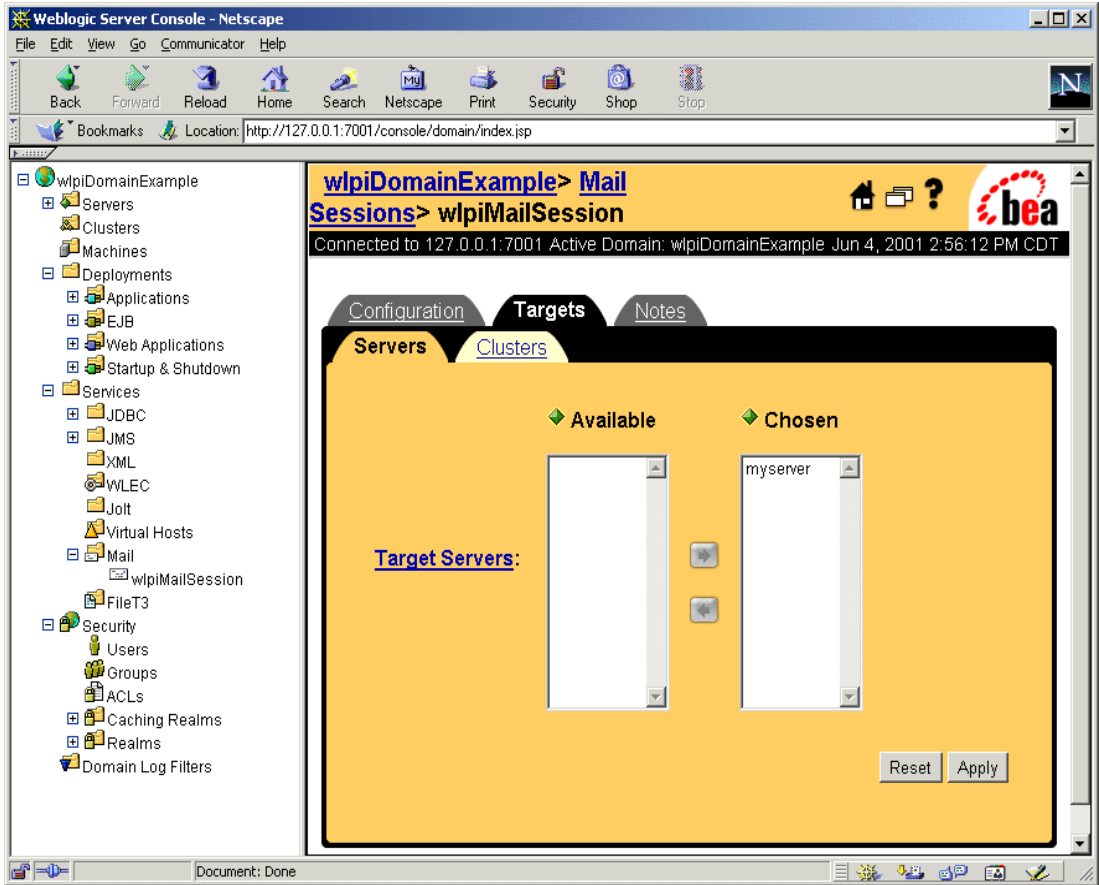 Weblogic Server Console - Netscape
File Edit View Go Communicator Help
Back Forward Reload Home Search Netscape Print Security Shop Stop
My
N
Bookmarks Location: http://127.0.0.1:7001/console/domain/index.jsp
wlpiDomainExample
Servers
Clusters
Machines
Deployments
Applications
EJB
Web Applications
Startup & Shutdown
Services
JDBC
JMS
XML
WLEC
Jolt
Virtual Hosts
Mail
wlpiMailSession
FileT3
Security
Users
Groups
ACLs
Caching Realms
Realms
Domain Log Filters
wlpiDomainExample> Mail
Sessions> wlpiMailSession
?
bea
Connected to 127.0.0.1:7001 Active Domain: wlpiDomainExample Jun 4, 2001 2:56:12 PM CDT
Configuration Targets Notes
Servers Clusters
Available Chosen
myserver
Target Servers:
Reset Apply
Document: Done